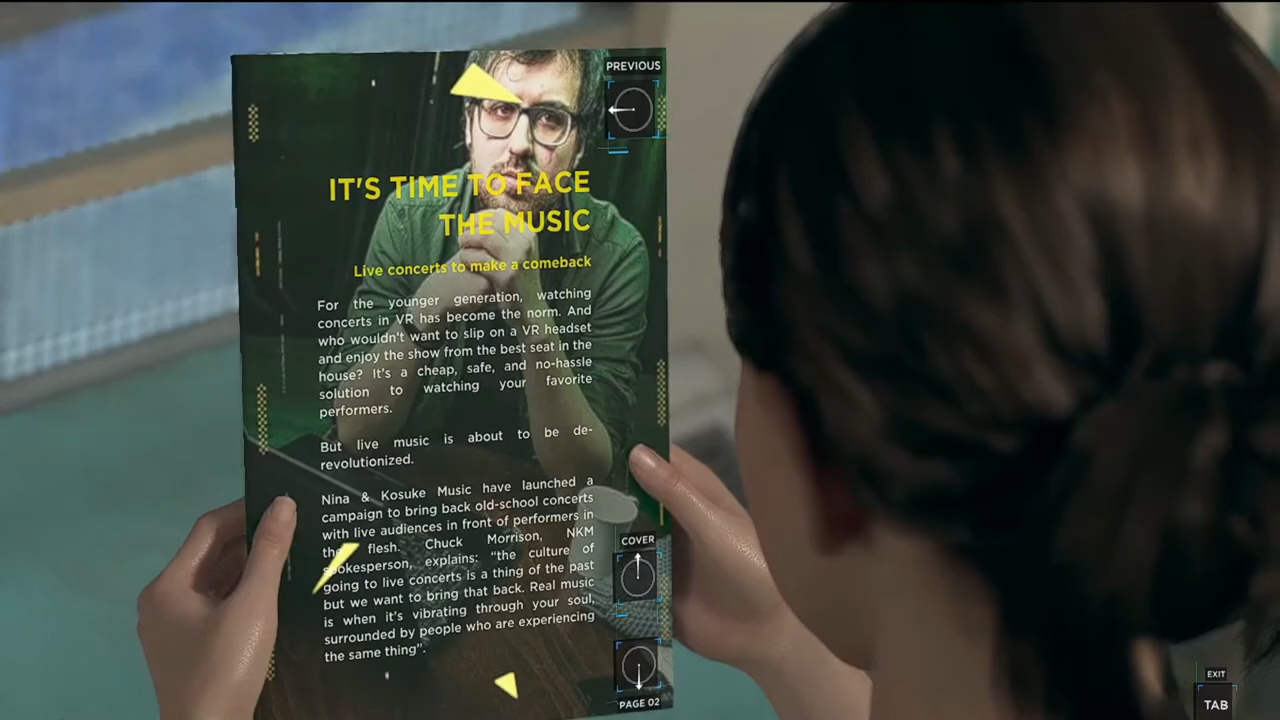 PREVIOUS
IT'S TIME TO FACE
THE MUSIC
Live concerts to make a comeback
For the younger generation, watching
concerts in VR has become the norm. And
who wouldn't want to slip on a VR headset
and enjoy the show from the best seat in the
house? It's a cheap, safe, and no-hassle
solution to watching your favorite
performers.
But live music is about to be de-
revolutionized.
Nina & Kosuke Music have launched a
campaign to bring back old-school concerts
with live audiences in front of performers in
the flesh. Chuck Morrison, NKM
spokesperson, explains: "the culture of
going to live concerts is a thing of the past
but we want to bring that back. Real music
is when it's vibrating through your soul,
surrounded by people who are experiencing
the same thing".
COVER
PAGE 02
EXIT
TAB